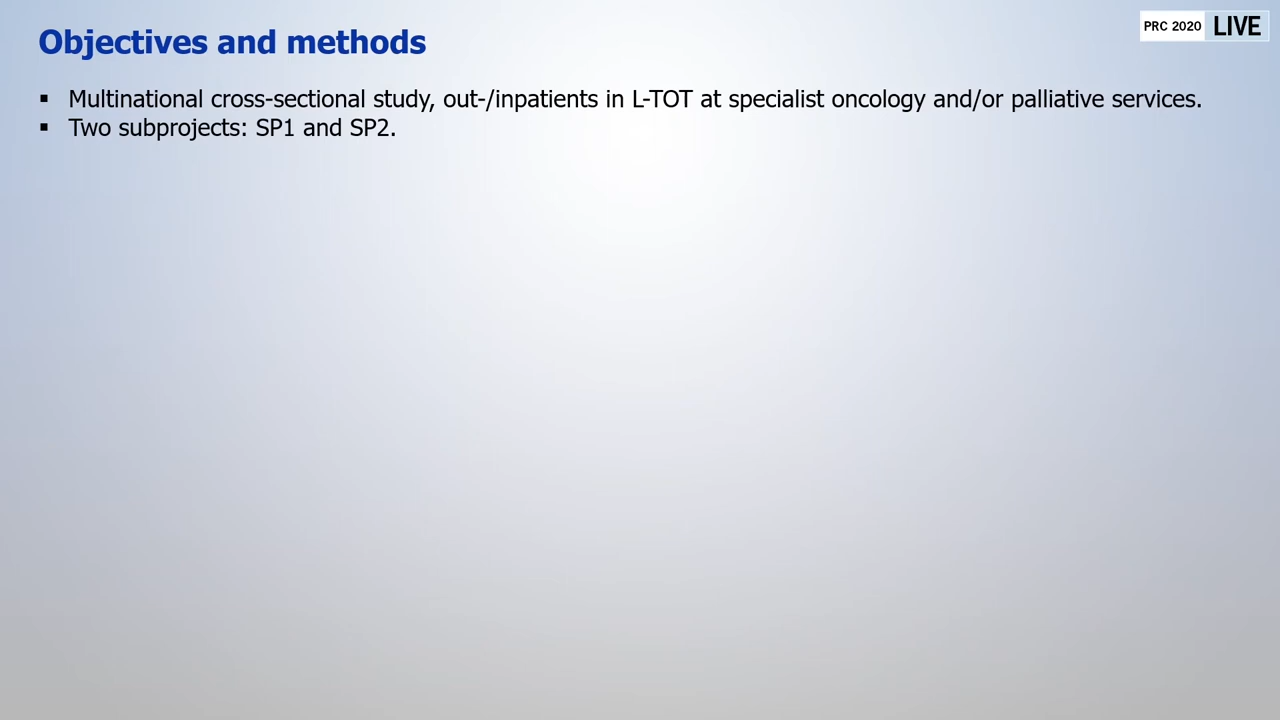 Objectives and methods
PRC 2020 LIVE
▪ Multinational cross-sectional study, out-/inpatients in L-TOT at specialist oncology and/or palliative services.
▪ Two subprojects: SP1 and SP2.